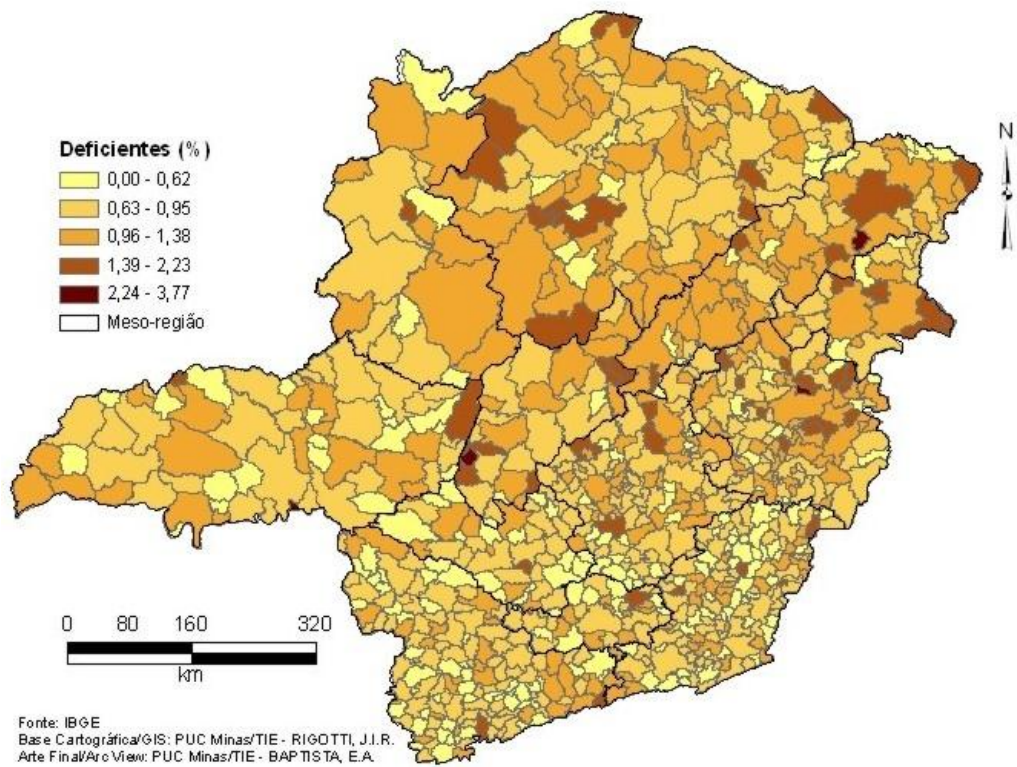 N
Deficientes (%)
0,00 - 0,62
0,63 - 0,95
0,96 - 1,38
1,39 - 2,23
2,24 - 3,77
Meso-região
0 80 160 320
km
Fonte: IBGE
Base Cartográfica/GIS: PUC Minas/TIE - RIGOTTI, J.I.R.
Arte Final/Arc View: PUC Minas/TIE - BAPTISTA, E.A.